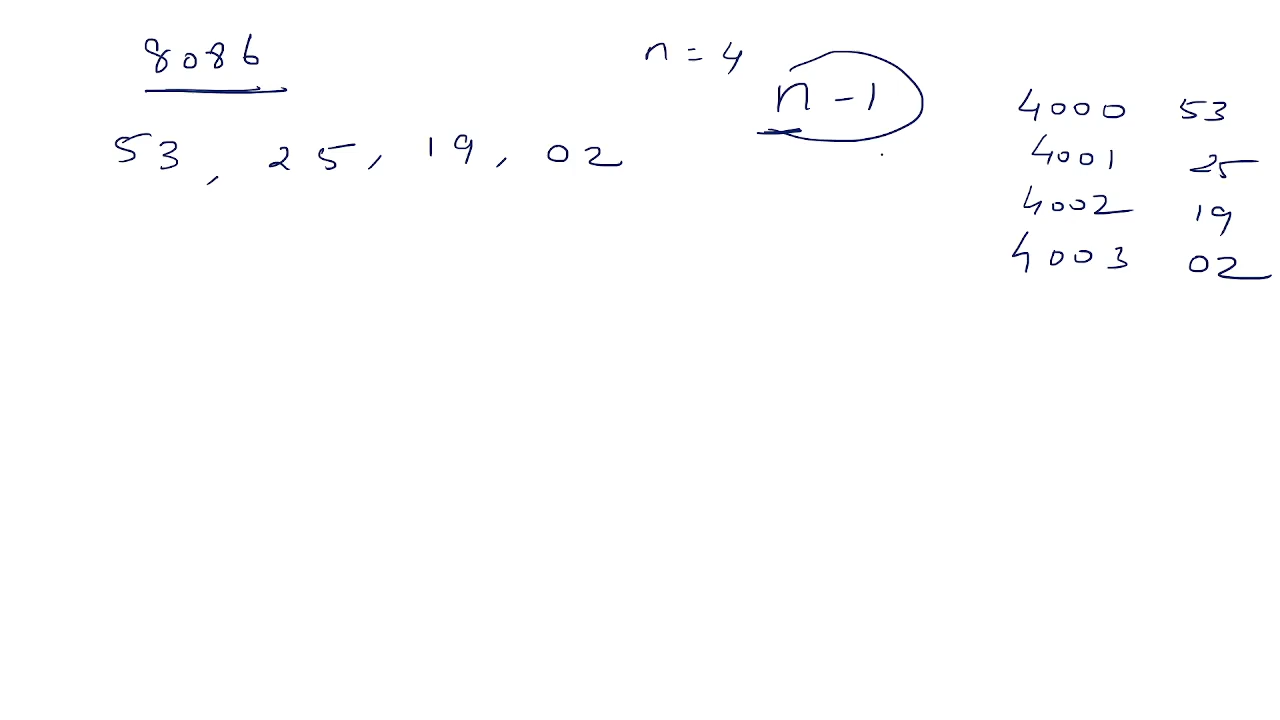 8086
n = 4
n - 1
53, 25, 19, 02
4000 53
4001 25
4002 19
4003 02